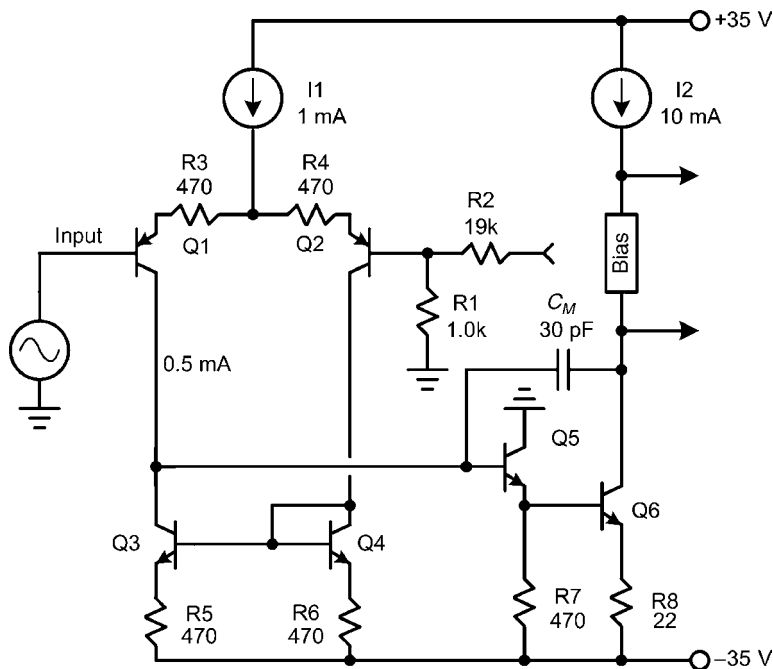 +35 V
I1
1 mA
I2
10 mA
R3
470
R4
470
R2
19k
Input
Q1
Q2
Bias
R1
1.0k
C_M
30 pF
0.5 mA
Q5
Q3
Q4
Q6
R5
470
R6
470
R7
470
R8
22
–35 V